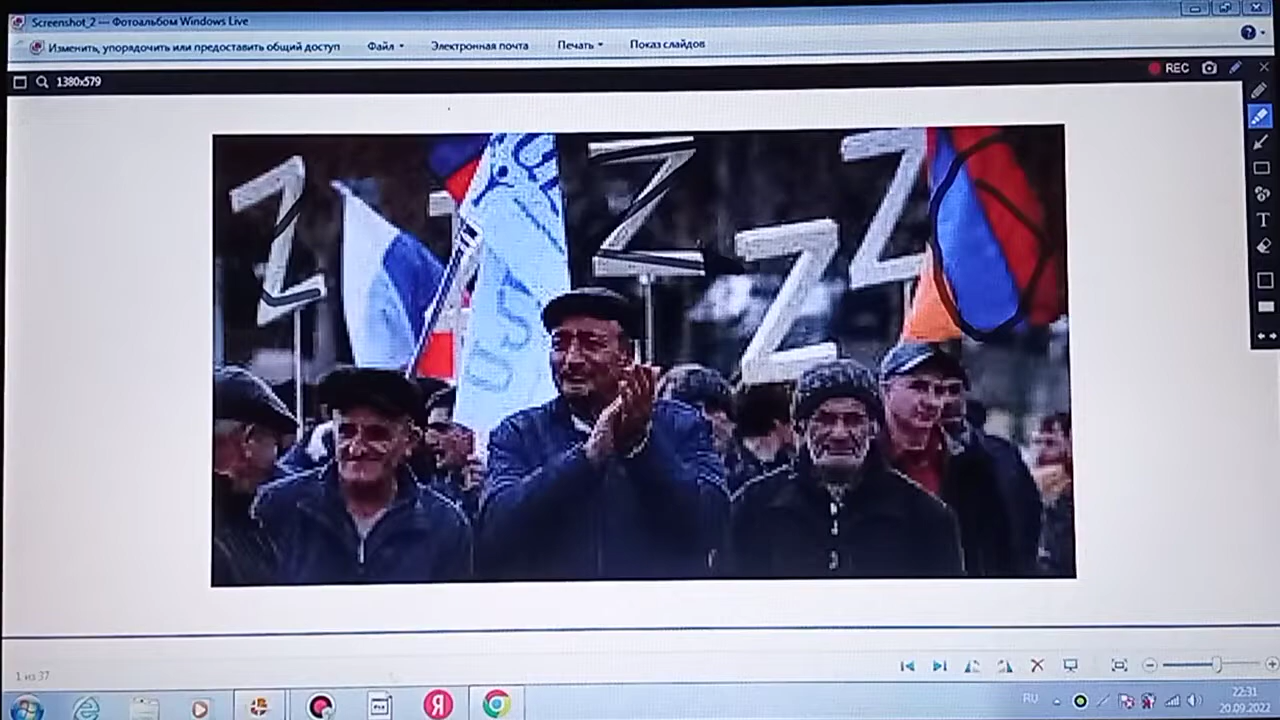 Screenshot_2 — Фотоальбом Windows Live
Изменить, упорядочить или предоставить общий доступ Файл Электронная почта Печать Показ слайдов
1380x579 REC
Z Z Z Z
T
1 из 37
RU 22:31
20.09.2022